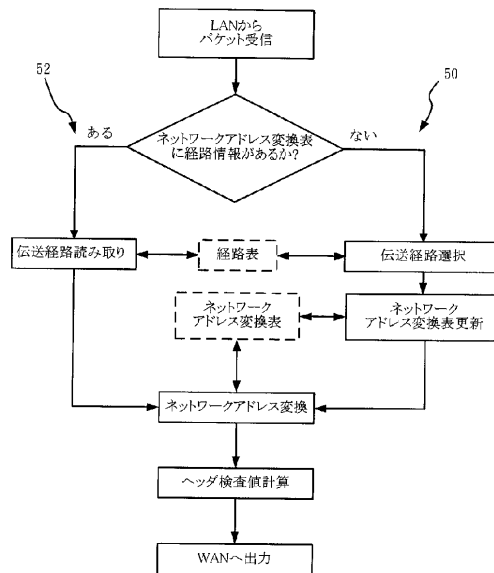 LANから
パケット受信
52
50
ある
ネットワークアドレス変換表
に経路情報があるか?
ない
伝送経路読み取り
経路表
伝送経路選択
ネットワーク
アドレス変換表
ネットワーク
アドレス変換表更新
ネットワークアドレス変換
ヘッダ検査値計算
WANへ出力